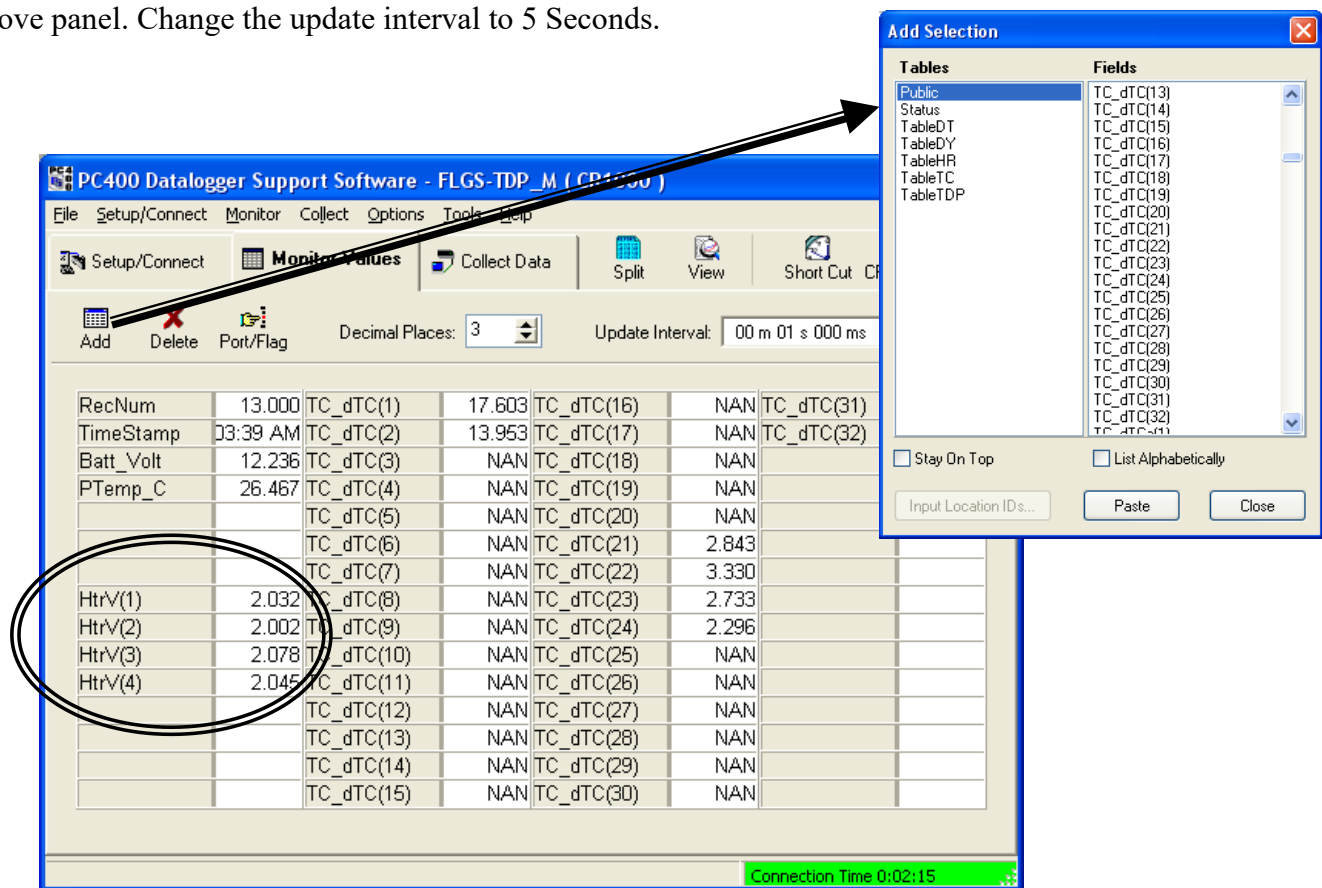 ove panel. Change the update interval to 5 Seconds.
Add Selection
Tables Fields
Public
Status
TableDT
TableDY
TableHR
TableTC
TableTDP
TC_dTC(13)
TC_dTC(14)
TC_dTC(15)
TC_dTC(16)
TC_dTC(17)
TC_dTC(18)
TC_dTC(19)
TC_dTC(20)
TC_dTC(21)
TC_dTC(22)
TC_dTC(23)
TC_dTC(24)
TC_dTC(25)
TC_dTC(26)
TC_dTC(27)
TC_dTC(28)
TC_dTC(29)
TC_dTC(30)
TC_dTC(31)
TC_dTC(32)
Stay On Top List Alphabetically
Input Location IDs... Paste Close
PC400 Datalogger Support Software - FLGS-TDP_M ( CR1000 )
File Setup/Connect Monitor Collect Options Tools Help
Setup/Connect Monitor Values Collect Data Split View Short Cut
Add Delete Port/Flag Decimal Places: 3 Update Interval: 00 m 01 s 000 ms
RecNum 13.000 TC_dTC(1) 17.603 TC_dTC(16) NAN TC_dTC(31)
TimeStamp 03:39 AM TC_dTC(2) 13.953 TC_dTC(17) NAN TC_dTC(32)
Batt_Volt 12.236 TC_dTC(3) NAN TC_dTC(18) NAN
PTemp_C 26.467 TC_dTC(4) NAN TC_dTC(19) NAN
TC_dTC(5) NAN TC_dTC(20) NAN
TC_dTC(6) NAN TC_dTC(21) 2.843
TC_dTC(7) NAN TC_dTC(22) 3.330
HtrV(1) 2.032 TC_dTC(8) NAN TC_dTC(23) 2.733
HtrV(2) 2.002 TC_dTC(9) NAN TC_dTC(24) 2.296
HtrV(3) 2.078 TC_dTC(10) NAN TC_dTC(25) NAN
HtrV(4) 2.045 TC_dTC(11) NAN TC_dTC(26) NAN
TC_dTC(12) NAN TC_dTC(27) NAN
TC_dTC(13) NAN TC_dTC(28) NAN
TC_dTC(14) NAN TC_dTC(29) NAN
TC_dTC(15) NAN TC_dTC(30) NAN
Connection Time 0:02:15